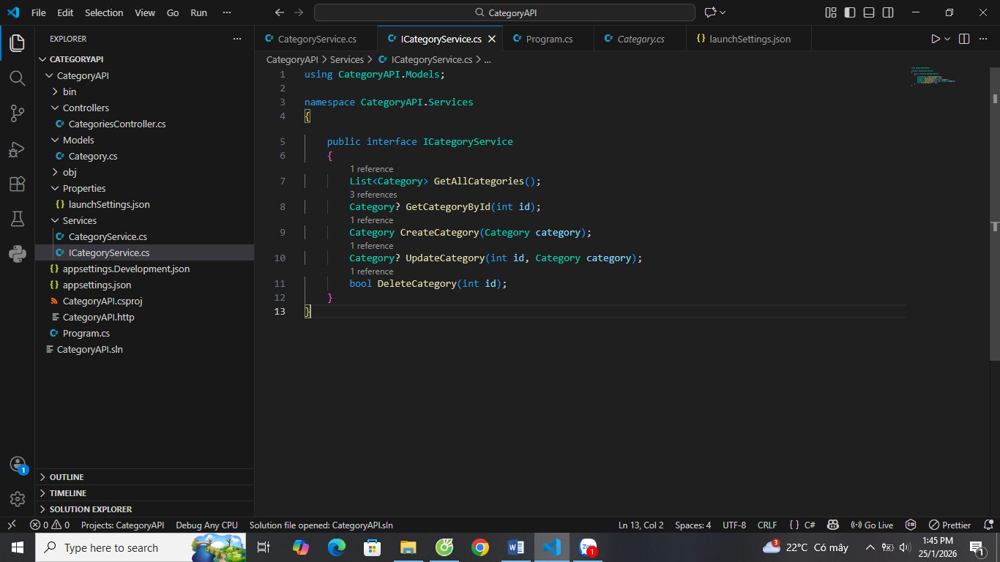 File Edit Selection View Go Run ···
CategoryAPI
EXPLORER ···
CATEGORYAPI
CategoryAPI
bin
Controllers
CategoriesController.cs
Models
Category.cs
obj
Properties
launchSettings.json
Services
CategoryService.cs
ICategoryService.cs
appsettings.Development.json
appsettings.json
CategoryAPI.csproj
CategoryAPI.http
Program.cs
CategoryAPI.sln
OUTLINE
TIMELINE
SOLUTION EXPLORER
CategoryService.cs ICategoryService.cs Program.cs Category.cs launchSettings.json
CategoryAPI > Services > ICategoryService.cs > ...
1 using CategoryAPI.Models;
2
3 namespace CategoryAPI.Services
4 {
5 public interface ICategoryService
6 {
1 reference
7 List<Category> GetAllCategories();
3 references
8 Category? GetCategoryById(int id);
1 reference
9 Category CreateCategory(Category category);
1 reference
10 Category? UpdateCategory(int id, Category category);
1 reference
11 bool DeleteCategory(int id);
12 }
13 }
1
0 0 Projects: CategoryAPI Debug Any CPU Solution file opened: CategoryAPI.sln Ln 13, Col 2 Spaces: 4 UTF-8 CRLF { } C# Go Live Prettier
Type here to search
1
3 22°C Có mây
1:45 PM
25/1/2026
1